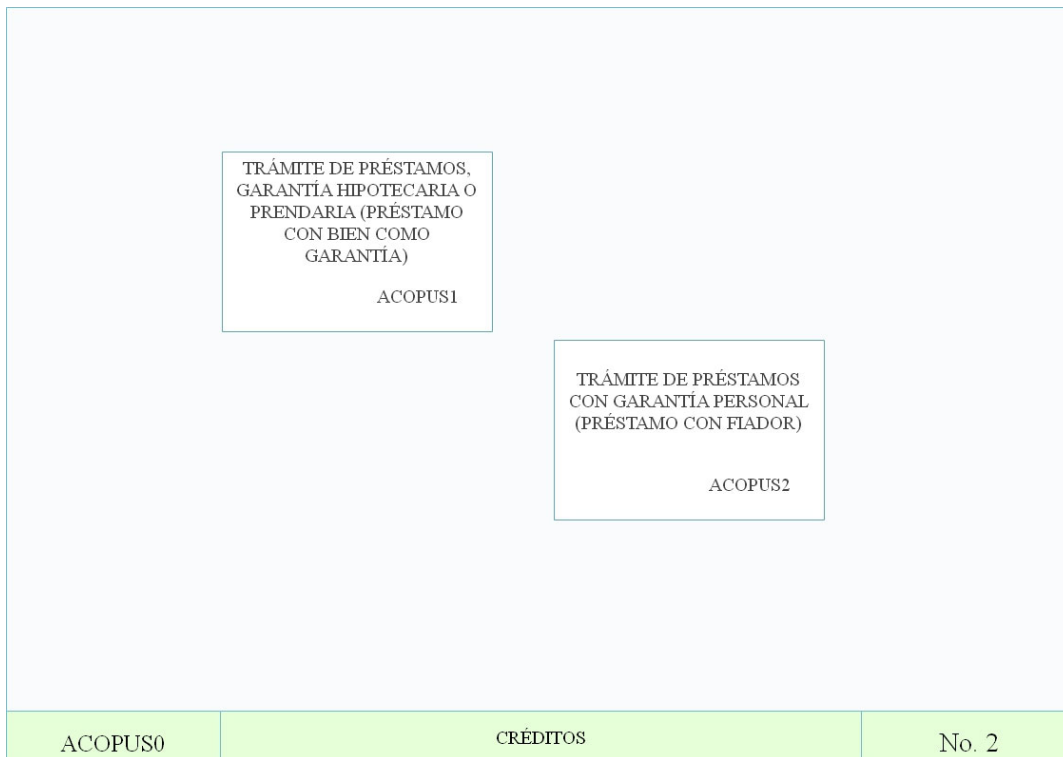 TRÁMITE DE PRÉSTAMOS,
GARANTÍA HIPOTECARIA O
PRENDARIA (PRÉSTAMO
CON BIEN COMO
GARANTÍA)
ACOPUS1
TRÁMITE DE PRÉSTAMOS
CON GARANTÍA PERSONAL
(PRÉSTAMO CON FIADOR)
ACOPUS2
ACOPUS0
CRÉDITOS
No. 2